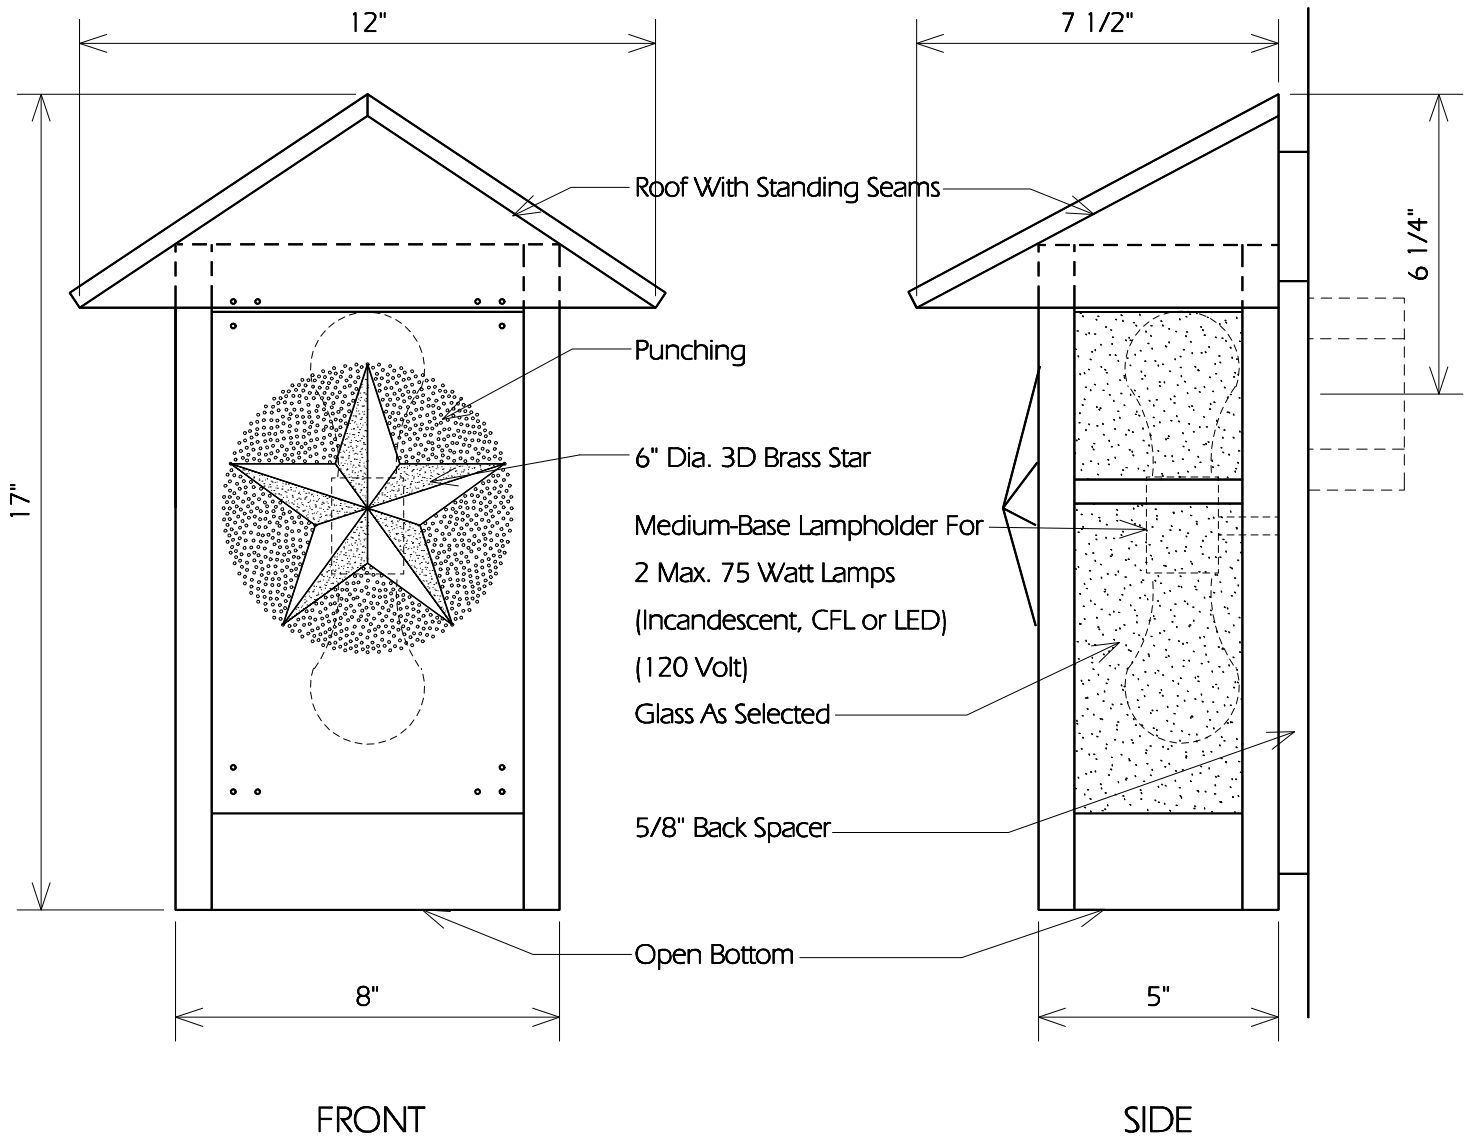 12"
7 1/2"
Roof With Standing Seams
6 1/4"
Punching
17"
6" Dia. 3D Brass Star
Medium-Base Lampholder For
2 Max. 75 Watt Lamps
(Incandescent, CFL or LED)
(120 Volt)
Glass As Selected
5/8" Back Spacer
Open Bottom
8"
5"
FRONT
SIDE